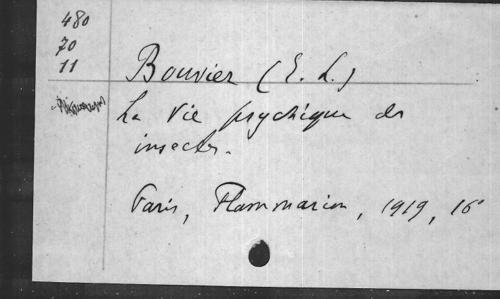 480
70
11
Bouvier (E. L.)
La Vie psychique des
insectes.
Paris, Flammarion, 1919, 16°